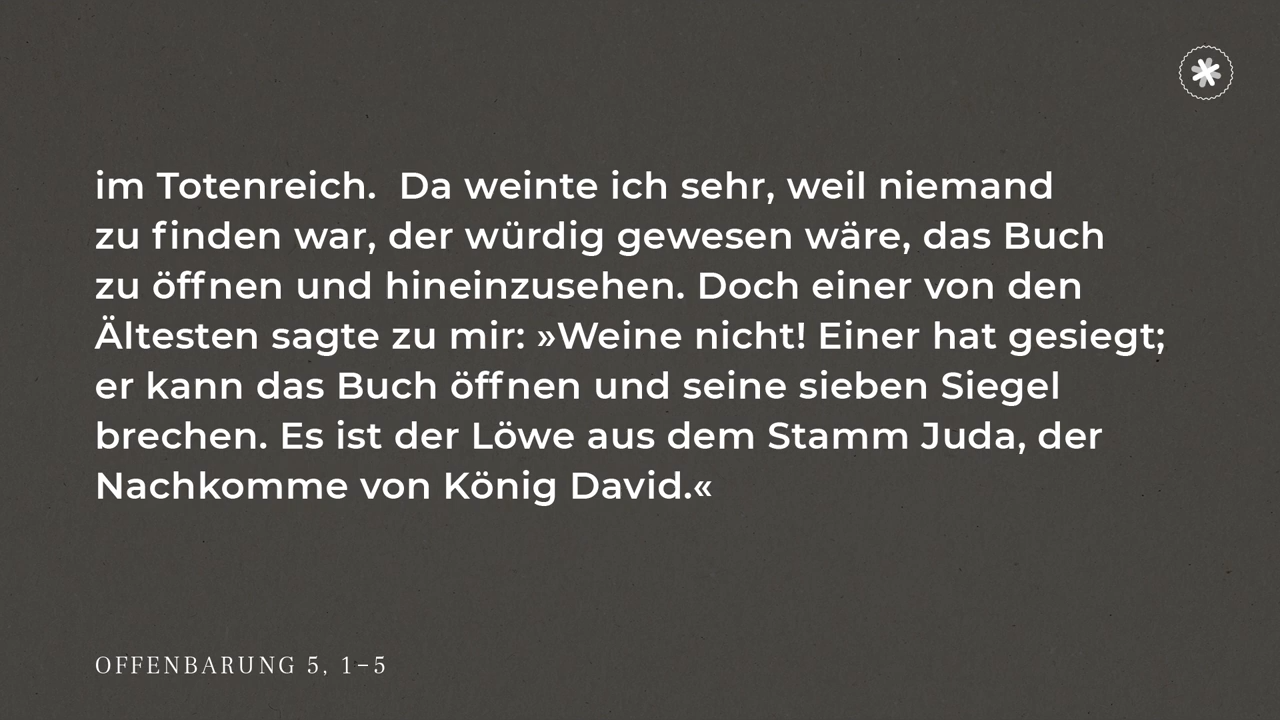 im Totenreich.  Da weinte ich sehr, weil niemand
zu finden war, der würdig gewesen wäre, das Buch
zu öffnen und hineinzusehen. Doch einer von den
Ältesten sagte zu mir: »Weine nicht! Einer hat gesiegt;
er kann das Buch öffnen und seine sieben Siegel
brechen. Es ist der Löwe aus dem Stamm Juda, der
Nachkomme von König David.«
OFFENBARUNG 5, 1–5